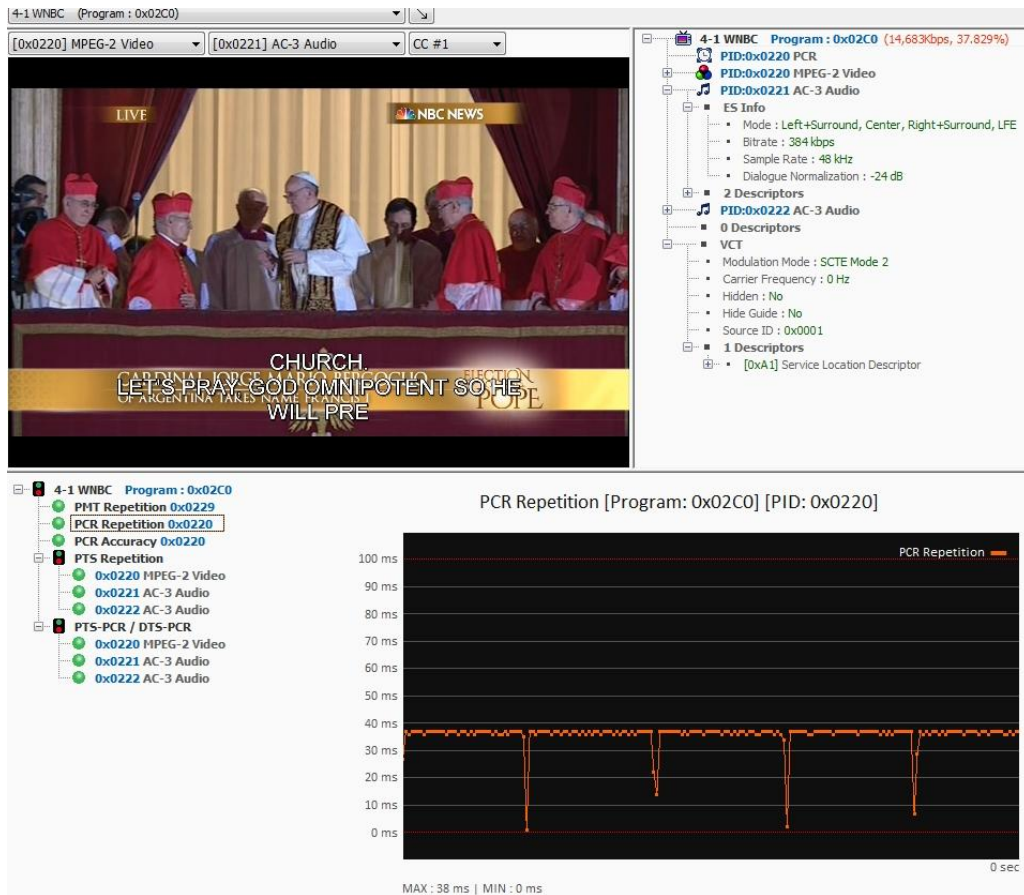 4-1 WNBC (Program : 0x02C0)
[0x0220] MPEG-2 Video [0x0221] AC-3 Audio CC #1
LIVE
NBC NEWS
CHURCH.
CARDINAL JORGE MARIO BERGOGLIO
LET'S PRAY GOD OMNIPOTENT SO HE
OF ARGENTINA TAKES NAME FRANCIS I
WILL PRE
ELECTION
POPE
4-1 WNBC Program : 0x02C0 (14,683Kbps, 37.829%)
PID:0x0220 PCR
PID:0x0220 MPEG-2 Video
PID:0x0221 AC-3 Audio
ES Info
Mode : Left+Surround, Center, Right+Surround, LFE
Bitrate : 384 kbps
Sample Rate : 48 kHz
Dialogue Normalization : -24 dB
2 Descriptors
PID:0x0222 AC-3 Audio
0 Descriptors
VCT
Modulation Mode : SCTE Mode 2
Carrier Frequency : 0 Hz
Hidden : No
Hide Guide : No
Source ID : 0x0001
1 Descriptors
[0xA1] Service Location Descriptor
4-1 WNBC Program : 0x02C0
PMT Repetition 0x0229
PCR Repetition 0x0220
PCR Accuracy 0x0220
PTS Repetition
0x0220 MPEG-2 Video
0x0221 AC-3 Audio
0x0222 AC-3 Audio
PTS-PCR / DTS-PCR
0x0220 MPEG-2 Video
0x0221 AC-3 Audio
0x0222 AC-3 Audio
PCR Repetition [Program: 0x02C0] [PID: 0x0220]
PCR Repetition
100 ms
90 ms
80 ms
70 ms
60 ms
50 ms
40 ms
30 ms
20 ms
10 ms
0 ms
0 sec
MAX : 38 ms | MIN : 0 ms